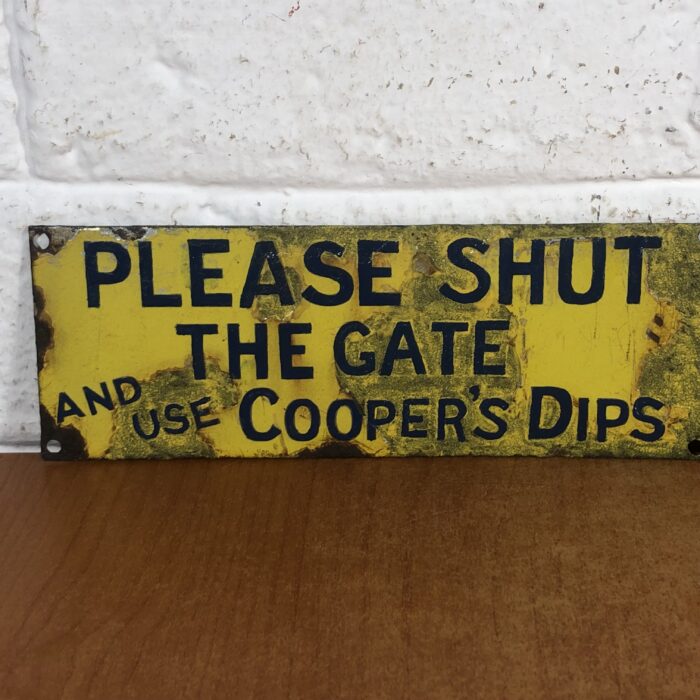 PLEASE SHUT
THE GATE
AND USE COOPER'S DIPS